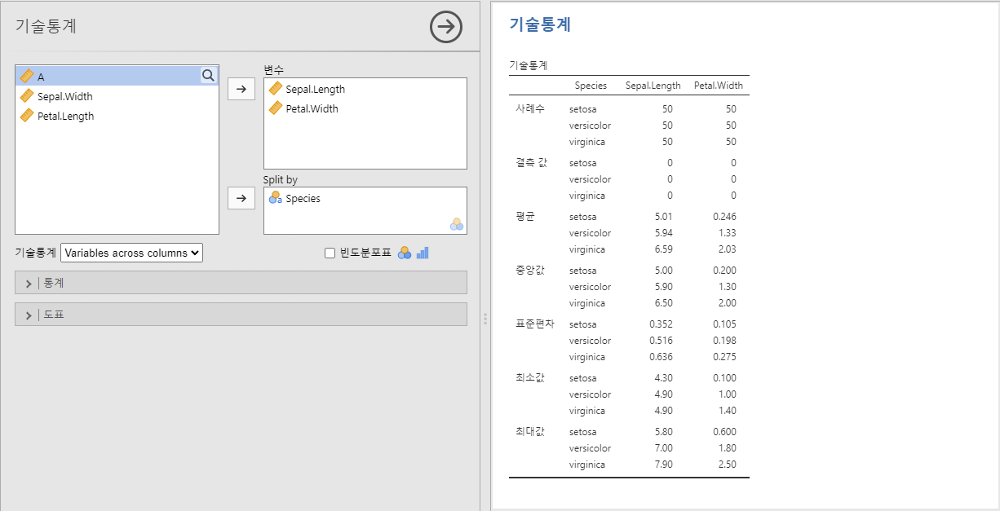 기술통계
A
Sepal.Width
Petal.Length
변수
Sepal.Length
Petal.Width
Split by
Species
기술통계 Variables across columns
빈도분포표
통계
도표
기술통계
기술통계
Species Sepal.Length Petal.Width
사례수 setosa 50 50
versicolor 50 50
virginica 50 50
결측 값 setosa 0 0
versicolor 0 0
virginica 0 0
평균 setosa 5.01 0.246
versicolor 5.94 1.33
virginica 6.59 2.03
중앙값 setosa 5.00 0.200
versicolor 5.90 1.30
virginica 6.50 2.00
표준편차 setosa 0.352 0.105
versicolor 0.516 0.198
virginica 0.636 0.275
최소값 setosa 4.30 0.100
versicolor 4.90 1.00
virginica 4.90 1.40
최대값 setosa 5.80 0.600
versicolor 7.00 1.80
virginica 7.90 2.50